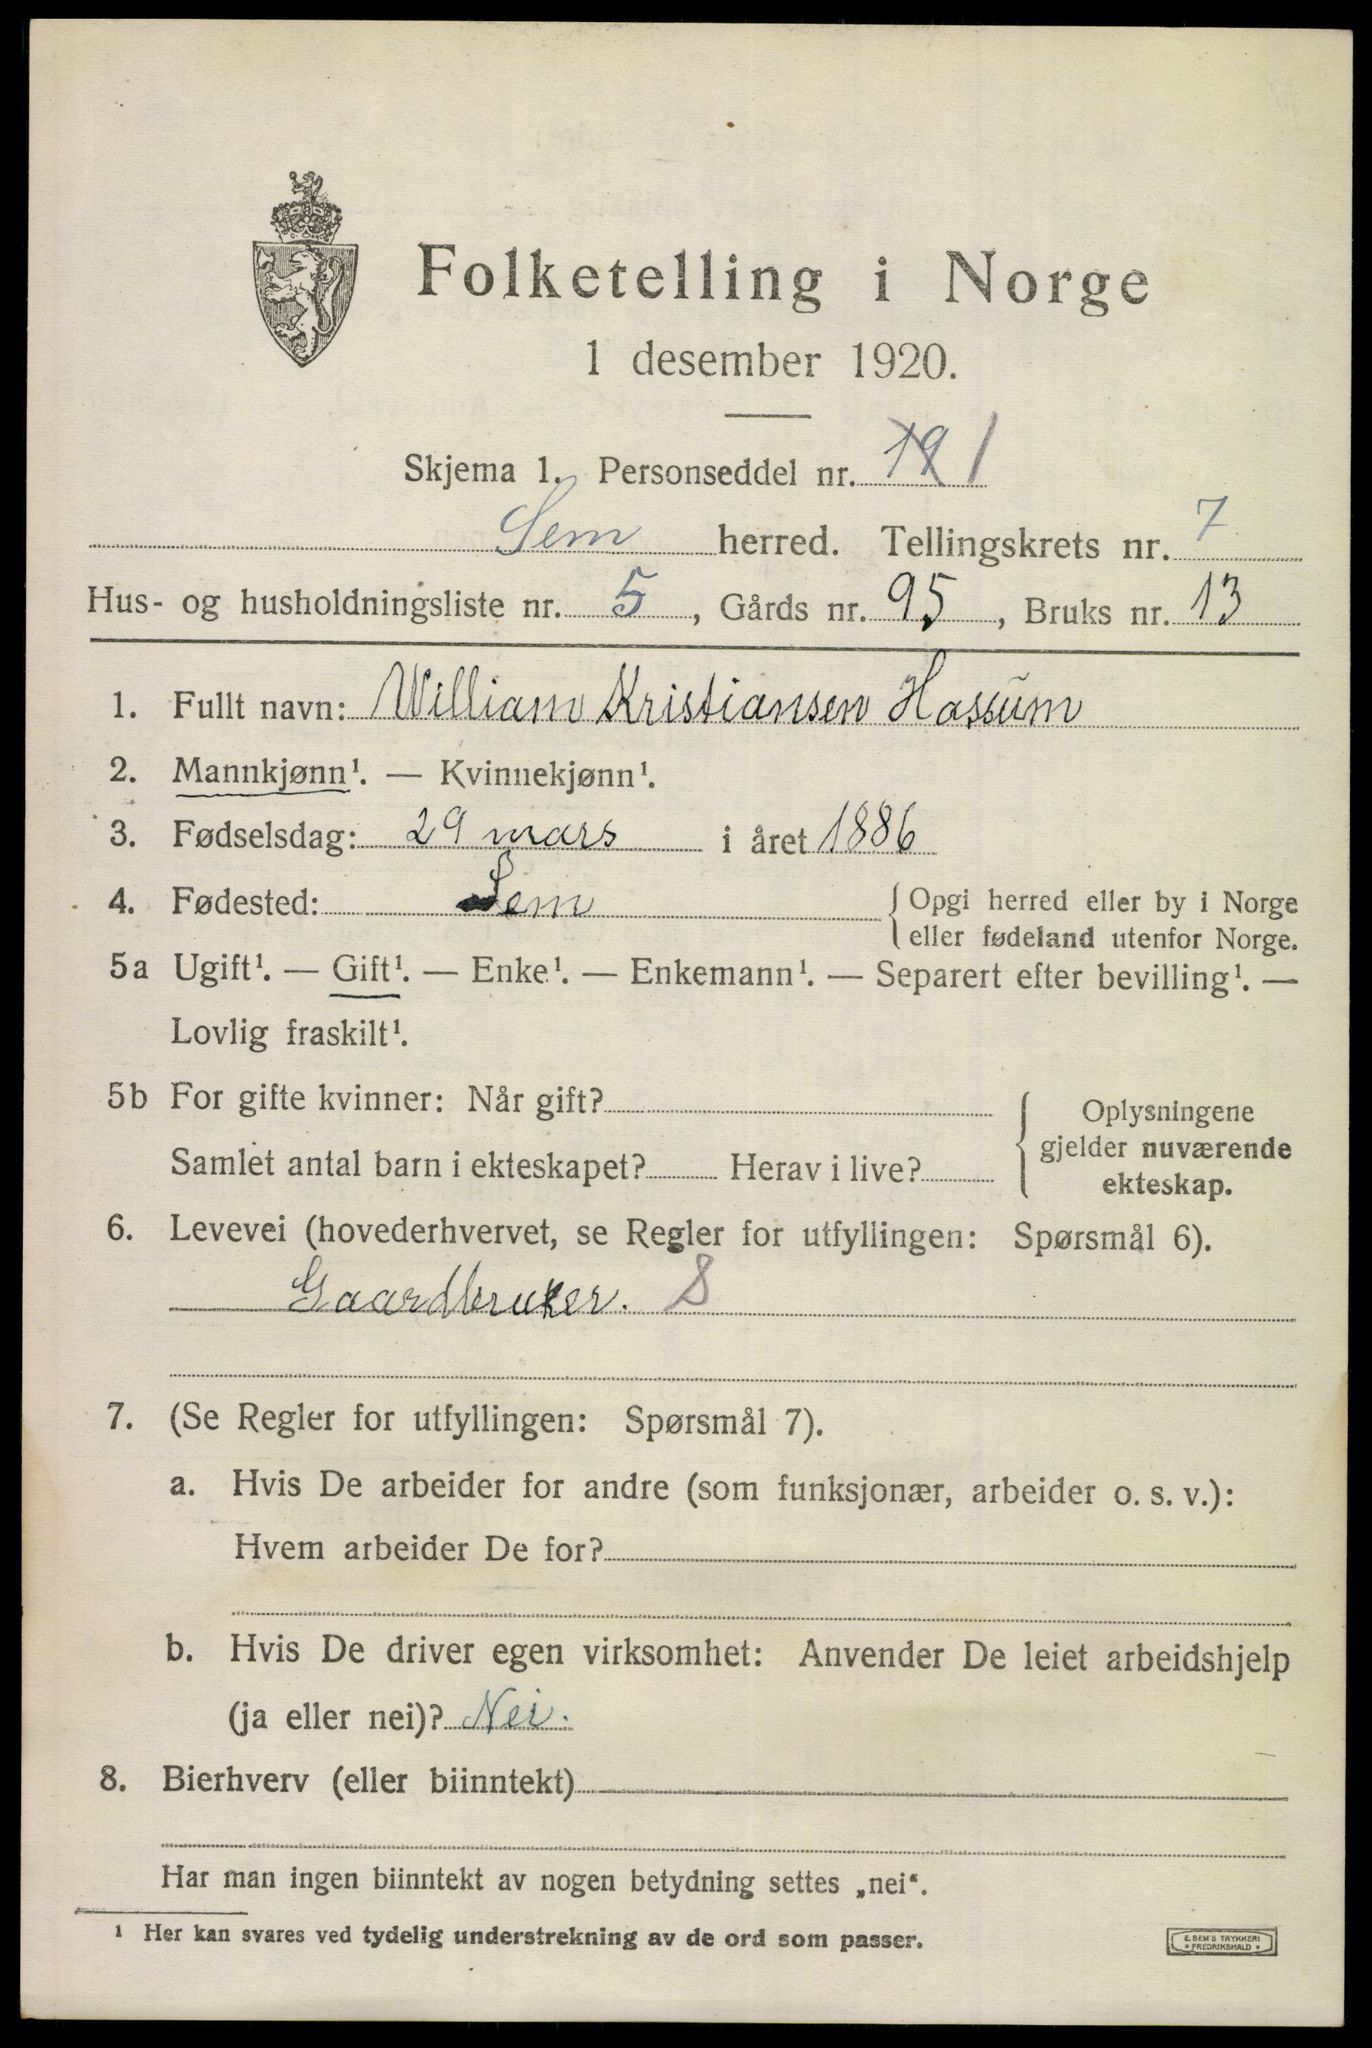 Folketelling i Norge
1 desember 1920.
Skjema 1. Personseddel nr. 19 1
Sem herred. Tellingskrets nr. 7
Hus- og husholdningsliste nr. 5, Gårds nr. 95, Bruks nr. 13
1. Fullt navn: William Kristiansen Hassum
2. Mannkjønn¹. — Kvinnekjønn¹.
3. Fødselsdag: 29 mars i året 1886
4. Fødested: Sem { Opgi herred eller by i Norge
eller fødeland utenfor Norge.
5a Ugift¹. — Gift¹. — Enke¹. — Enkemann¹. — Separert efter bevilling¹. —
Lovlig fraskilt¹.
5b For gifte kvinner: Når gift?
Samlet antal barn i ekteskapet? Herav i live?
{ Oplysningene
gjelder nuværende
ekteskap.
6. Levevei (hovederhvervet, se Regler for utfyllingen: Spørsmål 6).
Gaardbruker. S
7. (Se Regler for utfyllingen: Spørsmål 7).
a. Hvis De arbeider for andre (som funksjonær, arbeider o. s. v.):
Hvem arbeider De for?
b. Hvis De driver egen virksomhet: Anvender De leiet arbeidshjelp
(ja eller nei)? Nei.
8. Bierhverv (eller biinntekt)
Har man ingen biinntekt av nogen betydning settes „nei“.
¹ Her kan svares ved tydelig understrekning av de ord som passer.
E. SEM'S TRYKKERI
• FREDRIKSHALD •